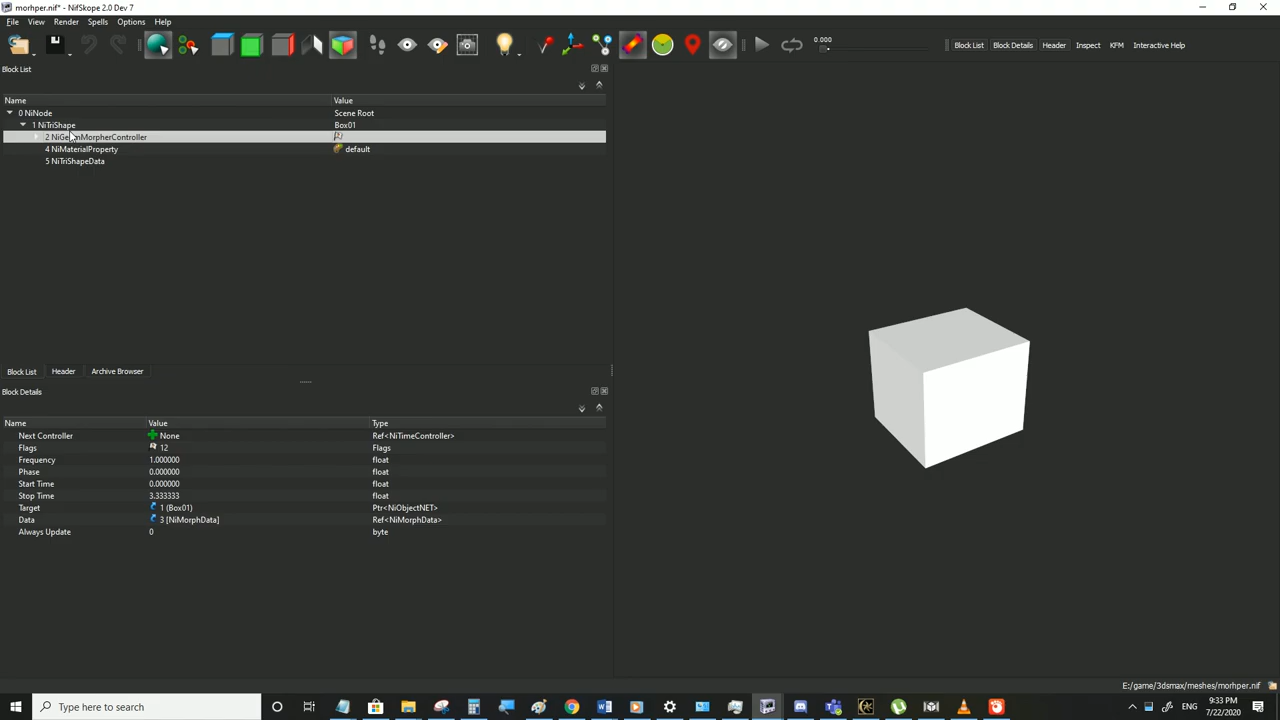 morhper.nif* - NifSkope 2.0 Dev 7
File View Render Spells Options Help
0.000
Block List Block Details Header Inspect KFM Interactive Help
Block List
Name Value
0 NiNode Scene Root
1 NiTriShape Box01
2 NiGeomMorpherController
4 NiMaterialProperty default
5 NiTriShapeData
Block List Header Archive Browser
Block Details
Name Value Type
Next Controller None Ref<NiTimeController>
Flags 12 Flags
Frequency 1.000000 float
Phase 0.000000 float
Start Time 0.000000 float
Stop Time 3.333333 float
Target 1 (Box01) Ptr<NiObjectNET>
Data 3 [NiMorphData] Ref<NiMorphData>
Always Update 0 byte
E:/game/3dsmax/meshes/morhper.nif
Type here to search
ENG
9:33 PM
7/22/2020